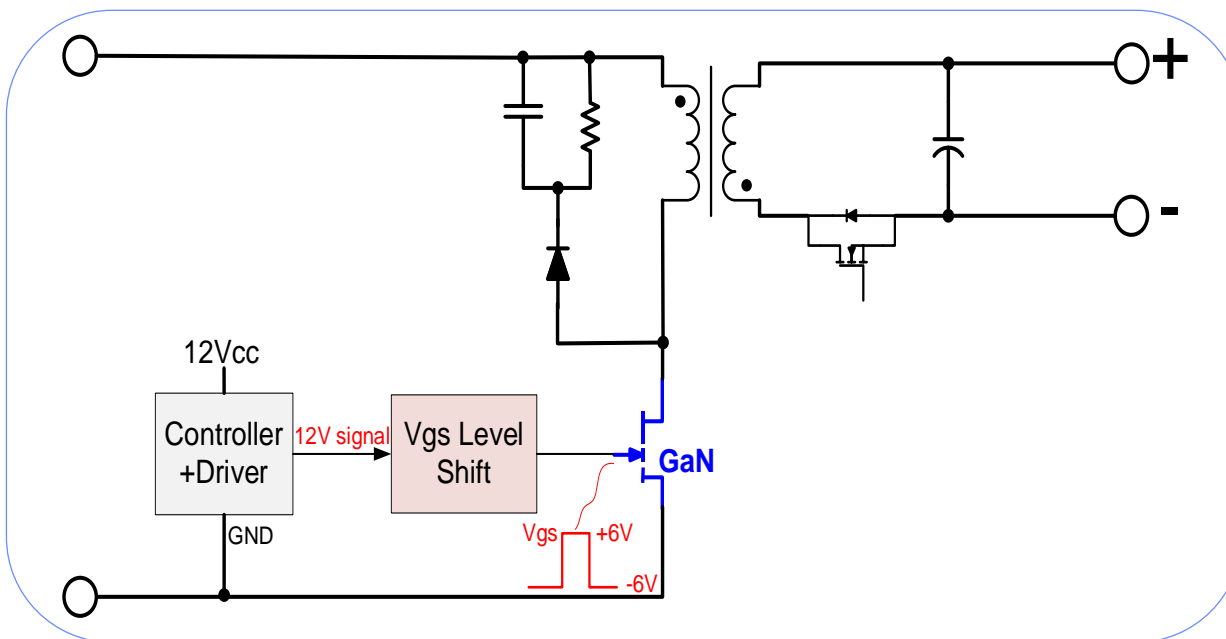 +
-
12Vcc
Controller
+Driver
12V signal
Vgs Level
Shift
GaN
GND
Vgs
+6V
-6V